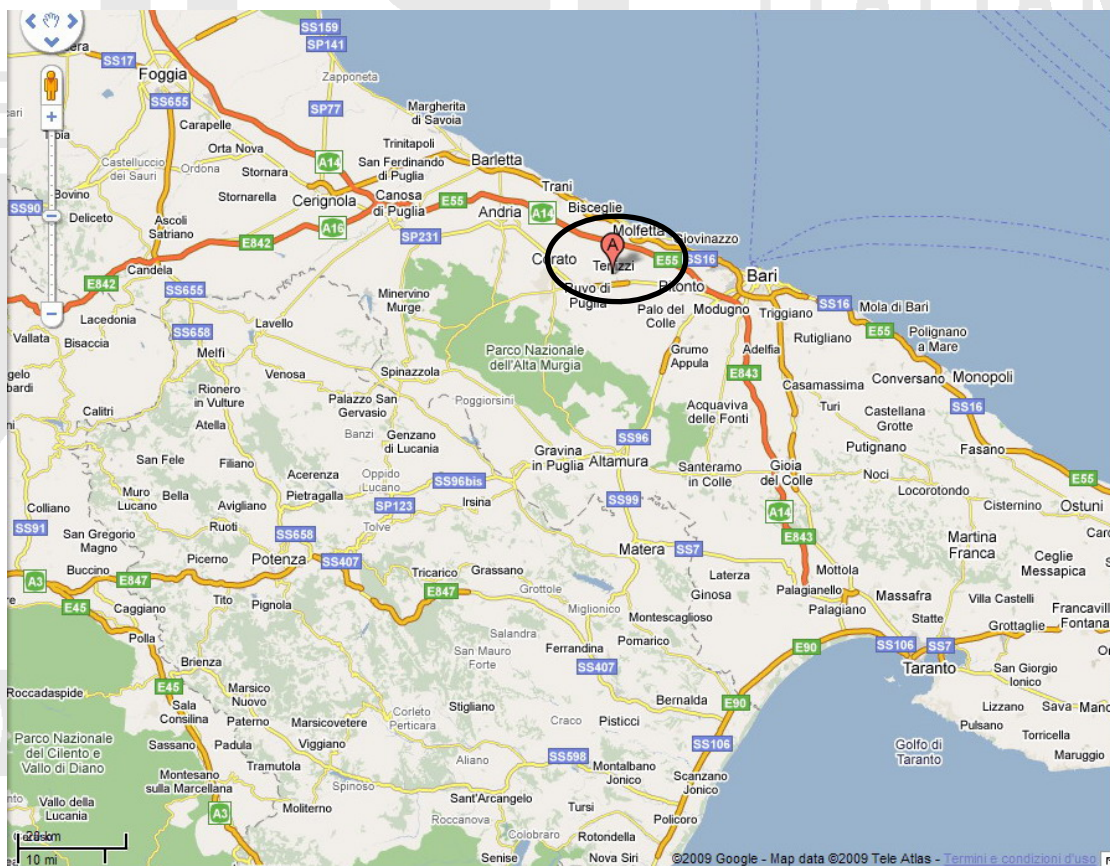 SS159
SP141
SS17
Foggia
Zapponeta
SS655
SP77
Margherita
di Savoia
Carapelle
Trinitapoli
Orta Nova
A14
Castelluccio
dei Sauri
Ordona
Stornara
San Ferdinando
di Puglia
Barletta
Trani
Bovino
Stornarella
Cerignola
Canosa
di Puglia
E55
Andria
A14
Bisceglie
SS90
Deliceto
Ascoli
Satriano
A16
SP231
Molfetta
Giovinazzo
E842
A
Corato
Terlizzi
E55
SS16
Bari
Candela
E842
SS655
Minervino
Murge
Ruvo di
Puglia
Bitonto
SS16
Mola di Bari
Lacedonia
Lavello
Palo del
Colle
Modugno
Triggiano
Vallata
Bisaccia
SS658
Melfi
Rutigliano
E55
Polignano
a Mare
Parco Nazionale
dell'Alta Murgia
Grumo
Appula
Adelfia
Rionero
in Vulture
Venosa
Spinazzola
E843
Casamassima
Conversano
Monopoli
Calitri
Atella
Palazzo San
Gervasio
Poggiorsini
Acquaviva
delle Fonti
Turi
Castellana
Grotte
SS16
Banzi
Genzano
di Lucania
SS96
Putignano
Fasano
San Fele
Filiano
Acerenza
Oppido
Lucano
Gravina
in Puglia
Altamura
Santeramo
in Colle
Gioia
del Colle
Noci
E55
Muro
Lucano
Bella
Avigliano
Pietragalla
SS96bis
Irsina
SS99
Locorotondo
Colliano
SP123
A14
Cisternino
Ostuni
SS91
San Gregorio
Magno
Ruoti
SS658
Tolve
E843
Martina
Franca
Buccino
Picerno
Potenza
SS407
Matera
SS7
Ceglie
Messapica
A3
E847
Tricarico
Grassano
Laterza
Mottola
E45
Caggiano
Tito
Pignola
E847
Grottole
Ginosa
Palagianello
Massafra
Villa Castelli
Miglionico
Montescaglioso
Palagiano
Statte
Grottaglie
Polla
Salandra
Pomarico
San Mauro
Forte
Ferrandina
E90
SS106
SS7
Brienza
SS407
Taranto
San Giorgio
Ionico
Roccadaspide
E45
Marsico
Nuovo
Stigliano
Bernalda
E90
Sala
Consilina
Paterno
Marsicovetere
Corleto
Perticara
Craco
Pisticci
Lizzano
Sava
Pulsano
Torricella
Parco Nazionale
del Cilento e
Vallo di Diano
Sassano
Padula
Viggiano
SS106
Golfo di
Taranto
Maruggio
Tramutola
Aliano
SS598
Montalbano
Jonico
Montesano
sulla Marcellana
Spinoso
Scanzano
Jonico
Vallo della
Lucania
A3
Moliterno
Sant'Arcangelo
Tursi
Roccanova
Policoro
20 km
Colobraro
Rotondella
10 mi
Senise
Nova Siri
©2009 Google - Map data ©2009 Tele Atlas - Termini e condizioni d'uso